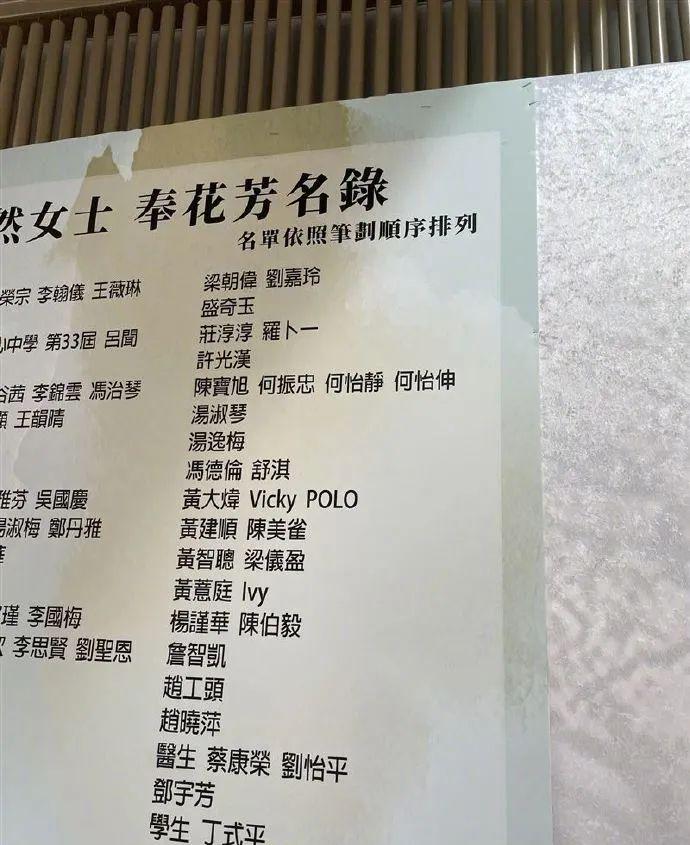 然女士 奉花芳名錄
名單依照筆劃順序排列
榮宗 李翰儀 王薇琳
中學 第33屆 呂聞
谷茜 李錦雲 馮治琴
王韻晴
雅芬 吳國慶
淑梅 鄭丹雅
瑾 李國梅
李思賢 劉聖恩
梁朝偉 劉嘉玲
盛奇玉
莊淳淳 羅卜一
許光漢
陳寶旭 何振忠 何怡靜 何怡伸
湯淑琴
湯逸梅
馮德倫 舒淇
黃大煒 Vicky POLO
黃建順 陳美雀
黃智聰 梁儀盈
黃薏庭 Ivy
楊謹華 陳伯毅
詹智凱
趙工頭
趙曉萍
醫生 蔡康榮 劉怡平
鄧宇芳
學生 丁式平